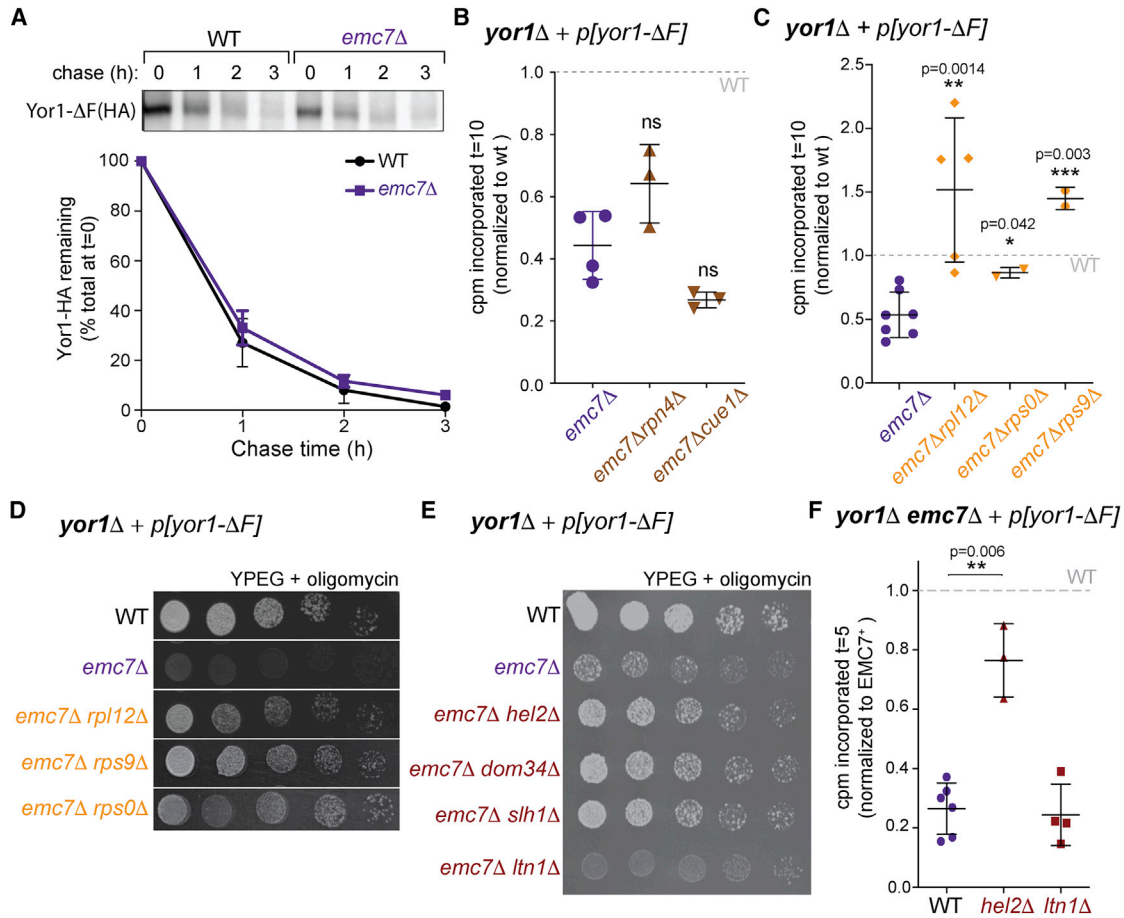 A
WT emc7Δ
chase (h): 0 1 2 3 0 1 2 3
Yor1-ΔF(HA)
Yor1-HA remaining
(% total at t=0)
100
80
60
40
20
0
WT
emc7Δ
0 1 2 3
Chase time (h)
B
yor1Δ + p[yor1-ΔF]
cpm incorporated t=10
(normalized to wt )
1.0
0.8
0.6
0.4
0.2
0.0
WT
ns
ns
emc7Δ
emc7Δrpn4Δ
emc7Δcue1Δ
C
yor1Δ + p[yor1-ΔF]
cpm incorporated t=10
(normalized to wt )
2.5
2.0
1.5
1.0
0.5
0.0
p=0.0014
**
p=0.042
*
p=0.003
***
WT
emc7Δ
emc7Δrpl12Δ
emc7Δrps0Δ
emc7Δrps9Δ
D
yor1Δ + p[yor1-ΔF]
YPEG + oligomycin
WT
emc7Δ
emc7Δ rpl12Δ
emc7Δ rps9Δ
emc7Δ rps0Δ
E
yor1Δ + p[yor1-ΔF]
YPEG + oligomycin
WT
emc7Δ
emc7Δ hel2Δ
emc7Δ dom34Δ
emc7Δ slh1Δ
emc7Δ ltn1Δ
F
yor1Δ emc7Δ + p[yor1-ΔF]
cpm incorporated t=5
(normalized to EMC7⁺)
1.0
0.8
0.6
0.4
0.2
0.0
p=0.006
**
WT
WT hel2Δ ltn1Δ